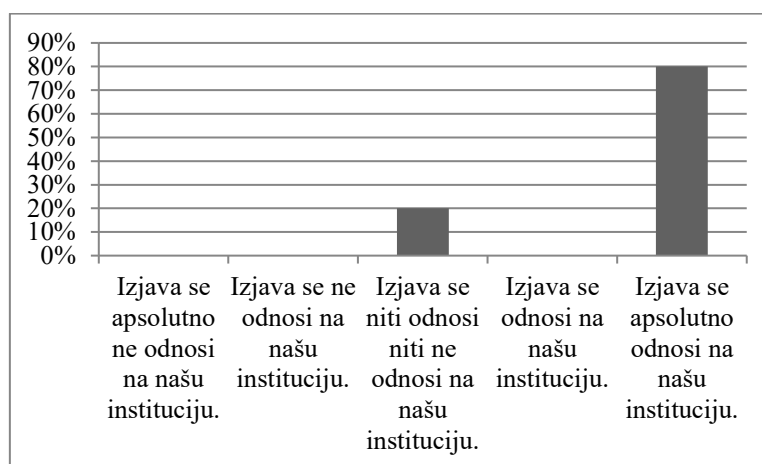 90%
80%
70%
60%
50%
40%
30%
20%
10%
0%
Izjava se
apsolutno
ne odnosi
na našu
instituciju.
Izjava se ne
odnosi na
našu
instituciju.
Izjava se
niti odnosi
niti ne
odnosi na
našu
instituciju.
Izjava se
odnosi na
našu
instituciju.
Izjava se
apsolutno
odnosi na
našu
instituciju.